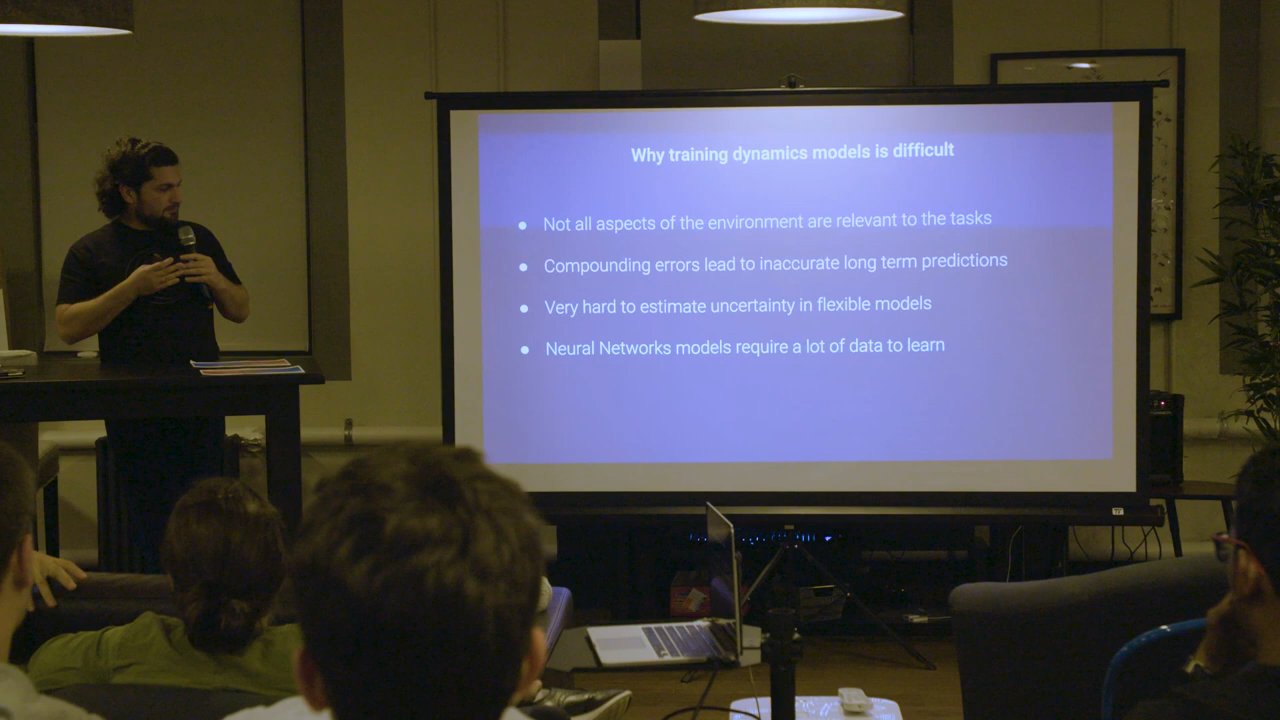 Why training dynamics models is difficult
● Not all aspects of the environment are relevant to the tasks
● Compounding errors lead to inaccurate long term predictions
● Very hard to estimate uncertainty in flexible models
● Neural Networks models require a lot of data to learn